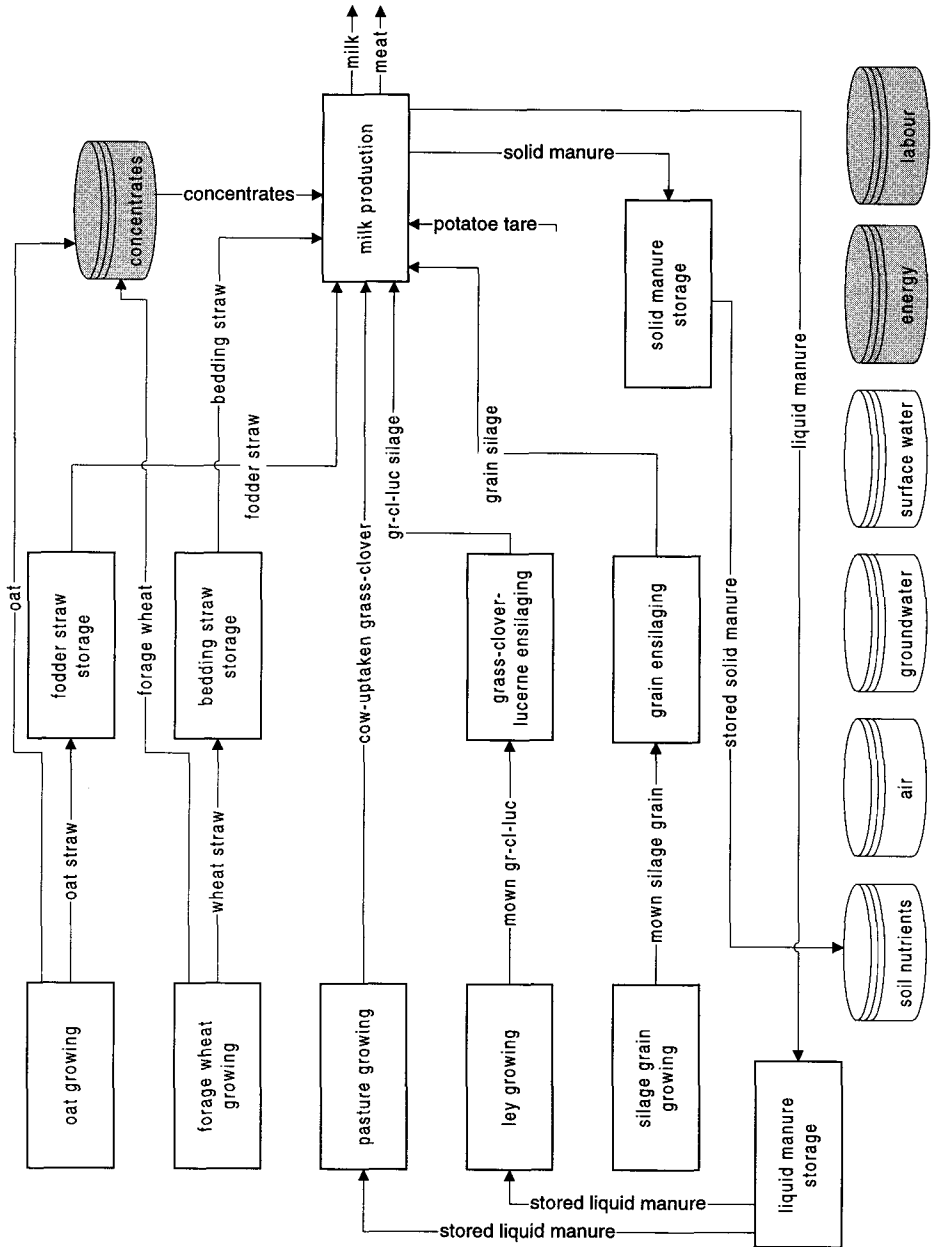 oat growing
oat straw
oat
fodder straw
storage
concentrates
forage wheat
growing
wheat straw
forage wheat
bedding straw
storage
bedding straw
concentrates
fodder straw
pasture growing
cow-uptaken grass-clover
milk production
milk
meat
ley growing
mown gr-cl-luc
grass-clover-
lucerne ensilaging
gr-cl-luc silage
silage grain
growing
mown silage grain
grain ensilaging
grain silage
potatoe tare
solid manure
solid manure
storage
stored solid manure
liquid manure
liquid manure
storage
stored liquid manure
stored liquid manure
soil nutrients
air
groundwater
surface water
energy
labour